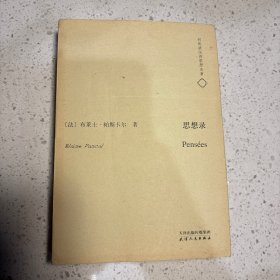 思想录
Pensées
[法] 布莱士·帕斯卡尔 著
Blaise Pascal
天津出版传媒集团
天津人民出版社